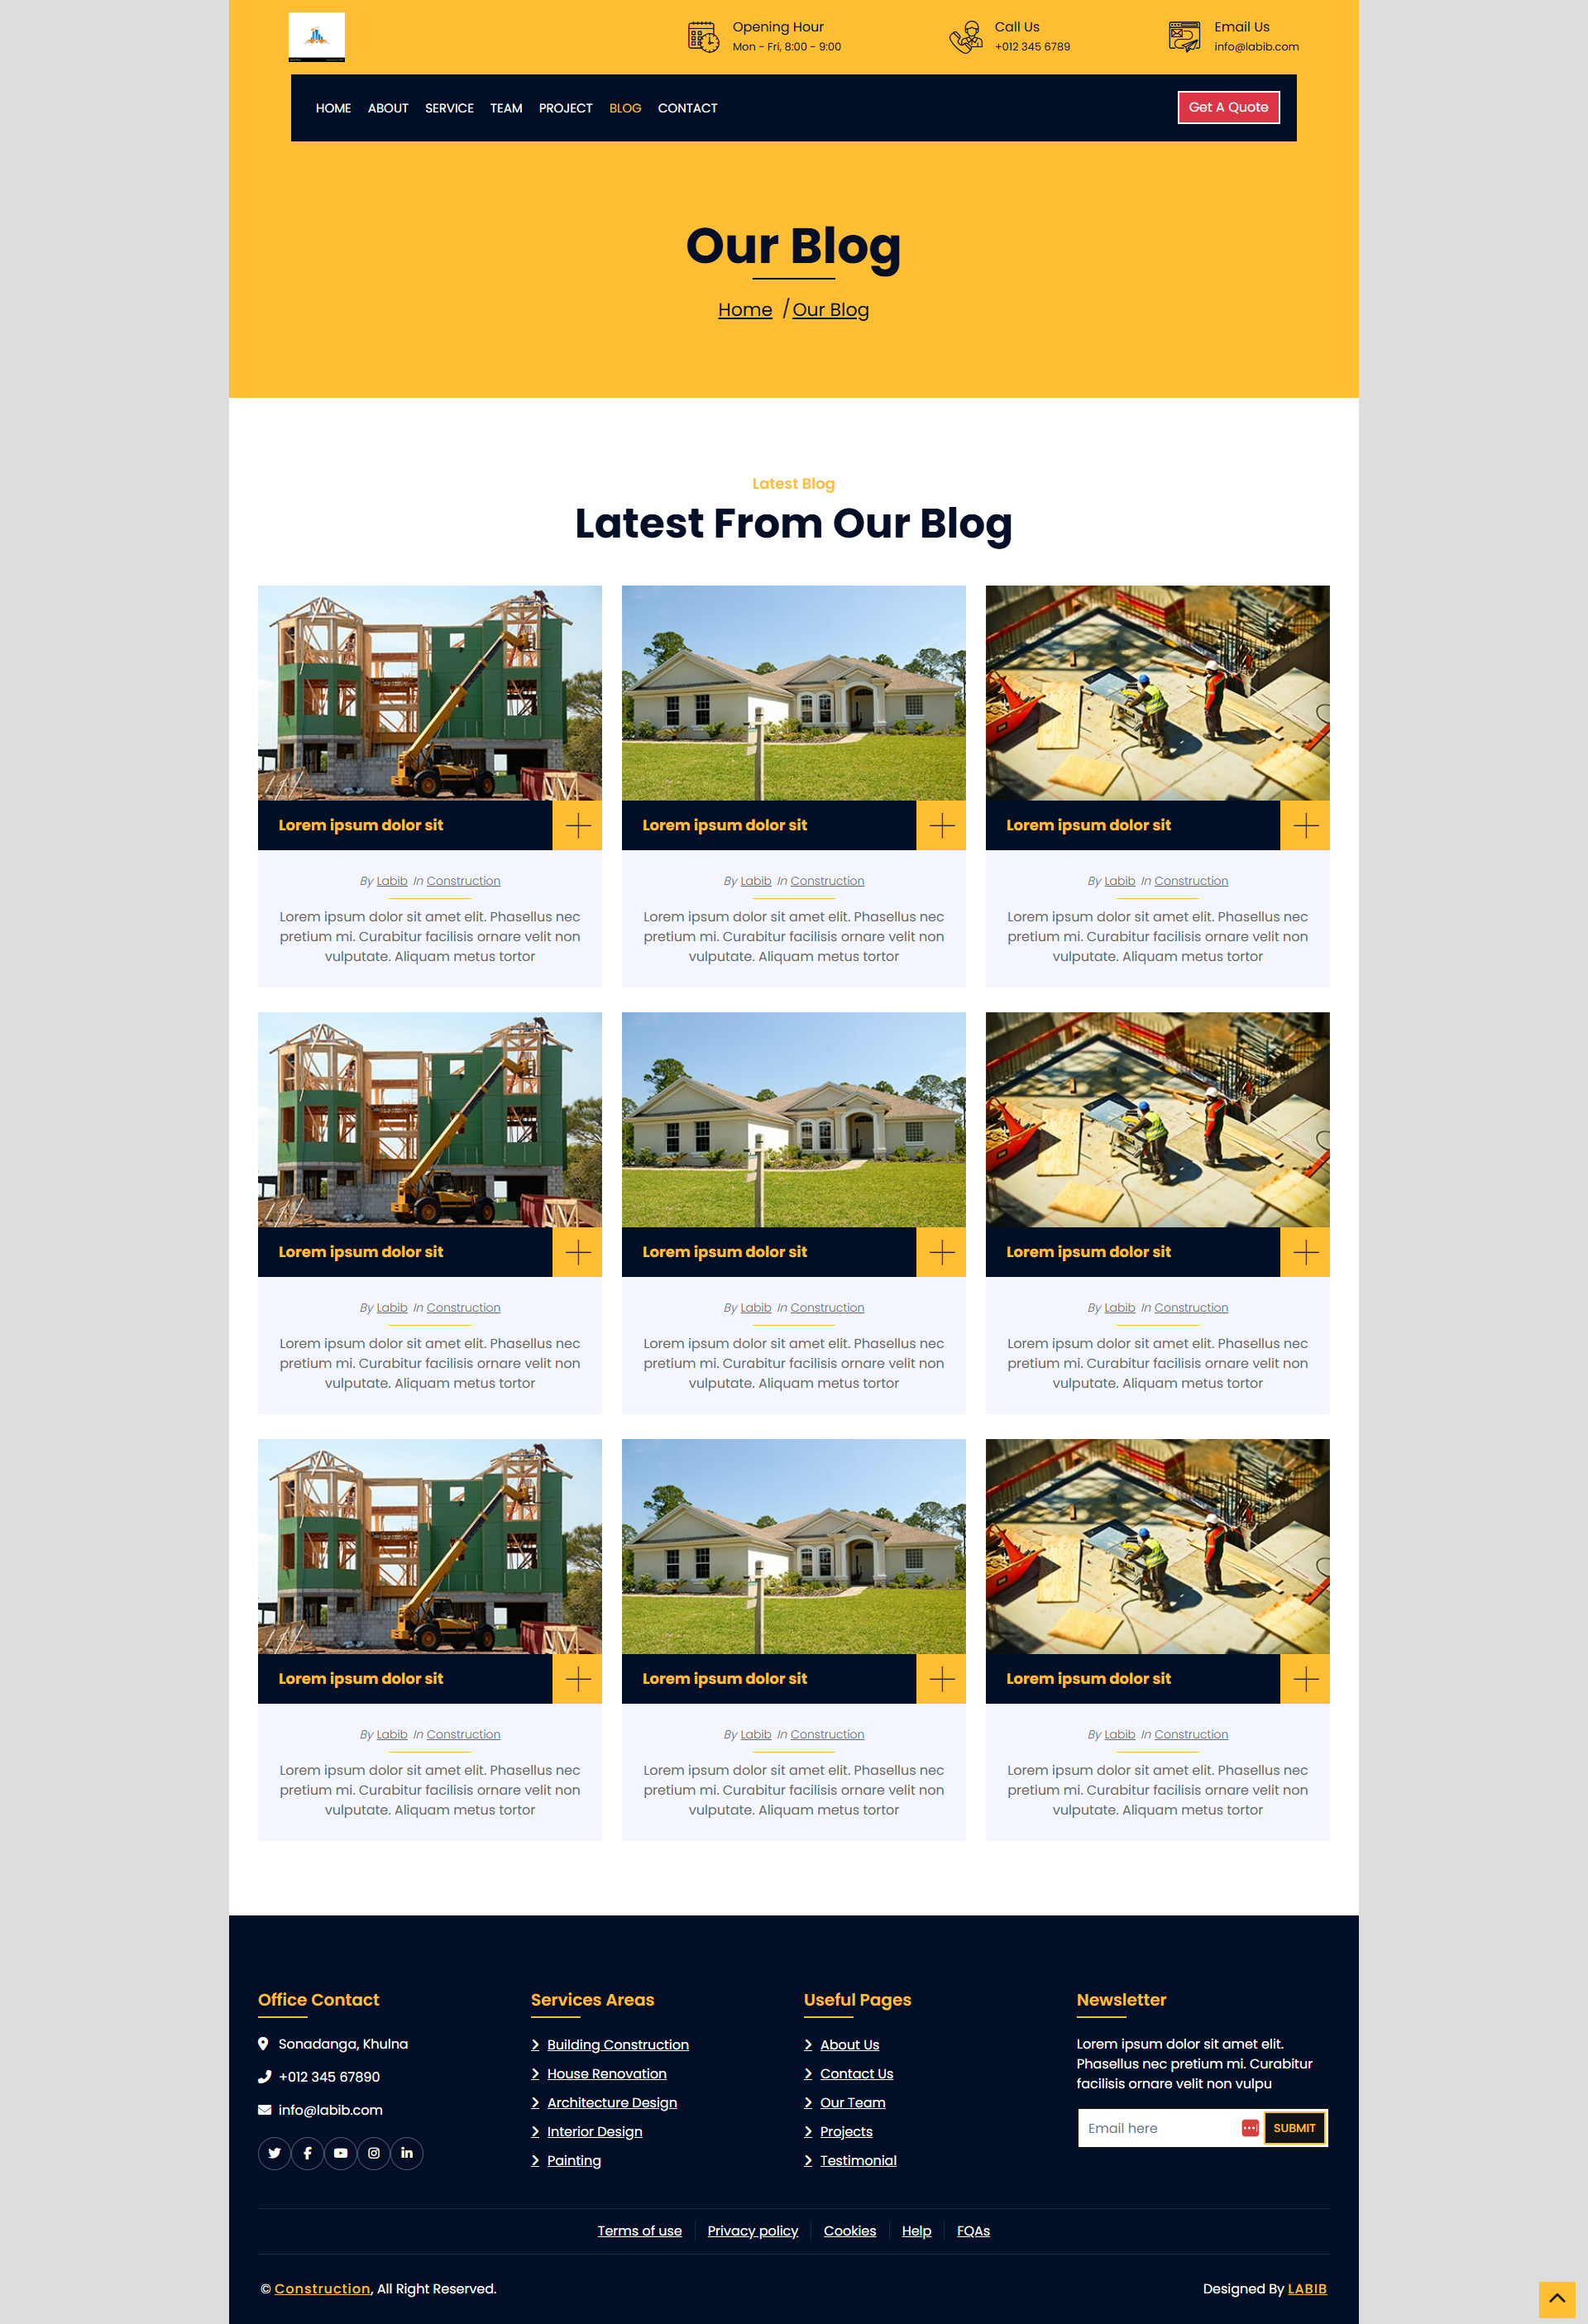 Opening Hour
Mon - Fri, 8:00 - 9:00
Call Us
+012 345 6789
Email Us
info@labib.com
HOME ABOUT SERVICE TEAM PROJECT BLOG CONTACT
Get A Quote
Our Blog
Home / Our Blog
Latest Blog
Latest From Our Blog
Lorem ipsum dolor sit
By Labib In Construction
Lorem ipsum dolor sit amet elit. Phasellus nec
pretium mi. Curabitur facilisis ornare velit non
vulputate. Aliquam metus tortor
Lorem ipsum dolor sit
By Labib In Construction
Lorem ipsum dolor sit amet elit. Phasellus nec
pretium mi. Curabitur facilisis ornare velit non
vulputate. Aliquam metus tortor
Lorem ipsum dolor sit
By Labib In Construction
Lorem ipsum dolor sit amet elit. Phasellus nec
pretium mi. Curabitur facilisis ornare velit non
vulputate. Aliquam metus tortor
Lorem ipsum dolor sit
By Labib In Construction
Lorem ipsum dolor sit amet elit. Phasellus nec
pretium mi. Curabitur facilisis ornare velit non
vulputate. Aliquam metus tortor
Lorem ipsum dolor sit
By Labib In Construction
Lorem ipsum dolor sit amet elit. Phasellus nec
pretium mi. Curabitur facilisis ornare velit non
vulputate. Aliquam metus tortor
Lorem ipsum dolor sit
By Labib In Construction
Lorem ipsum dolor sit amet elit. Phasellus nec
pretium mi. Curabitur facilisis ornare velit non
vulputate. Aliquam metus tortor
Lorem ipsum dolor sit
By Labib In Construction
Lorem ipsum dolor sit amet elit. Phasellus nec
pretium mi. Curabitur facilisis ornare velit non
vulputate. Aliquam metus tortor
Lorem ipsum dolor sit
By Labib In Construction
Lorem ipsum dolor sit amet elit. Phasellus nec
pretium mi. Curabitur facilisis ornare velit non
vulputate. Aliquam metus tortor
Lorem ipsum dolor sit
By Labib In Construction
Lorem ipsum dolor sit amet elit. Phasellus nec
pretium mi. Curabitur facilisis ornare velit non
vulputate. Aliquam metus tortor
Office Contact
Sonadanga, Khulna
+012 345 67890
info@labib.com
Services Areas
Building Construction
House Renovation
Architecture Design
Interior Design
Painting
Useful Pages
About Us
Contact Us
Our Team
Projects
Testimonial
Newsletter
Lorem ipsum dolor sit amet elit.
Phasellus nec pretium mi. Curabitur
facilisis ornare velit non vulpu
Email here
SUBMIT
Terms of use
Privacy policy
Cookies
Help
FQAs
© Construction, All Right Reserved.
Designed By LABIB